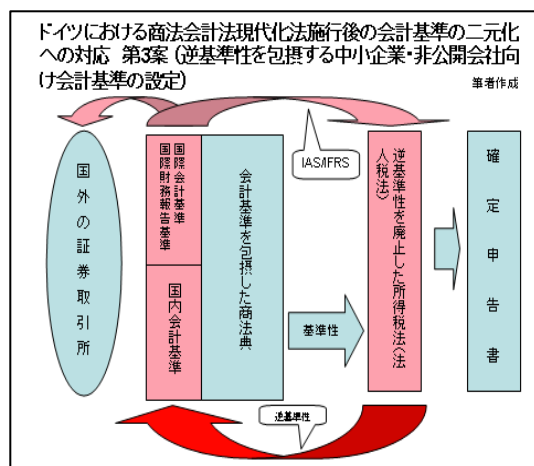 ドイツにおける商法会計法現代化法施行後の会計基準の二元化
への対応 第3案（逆基準性を包摂する中小企業・非公開会社向
け会計基準の設定）
筆者作成
IAS/IFRS
国外の証券取引所
国際会計基準
国際財務報告基準
国内会計基準
会計基準を包摂した商法典
基準性
逆基準性を廃止した所得税法（法
人税法）
確定申告書
逆基準性